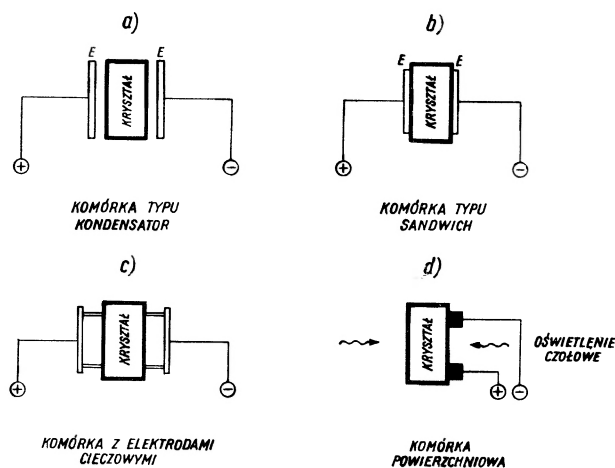 a)
E E
KRYSZTAŁ
+ −
KOMÓRKA TYPU
KONDENSATOR
b)
E E
KRYSZTAŁ
+ −
KOMÓRKA TYPU
SANDWICH
c)
KRYSZTAŁ
+ −
KOMÓRKA Z ELEKTRODAMI
CIECZOWYMI
d)
KRYSZTAŁ
+ −
OŚWIETLENIE
CZOŁOWE
KOMÓRKA
POWIERZCHNIOWA